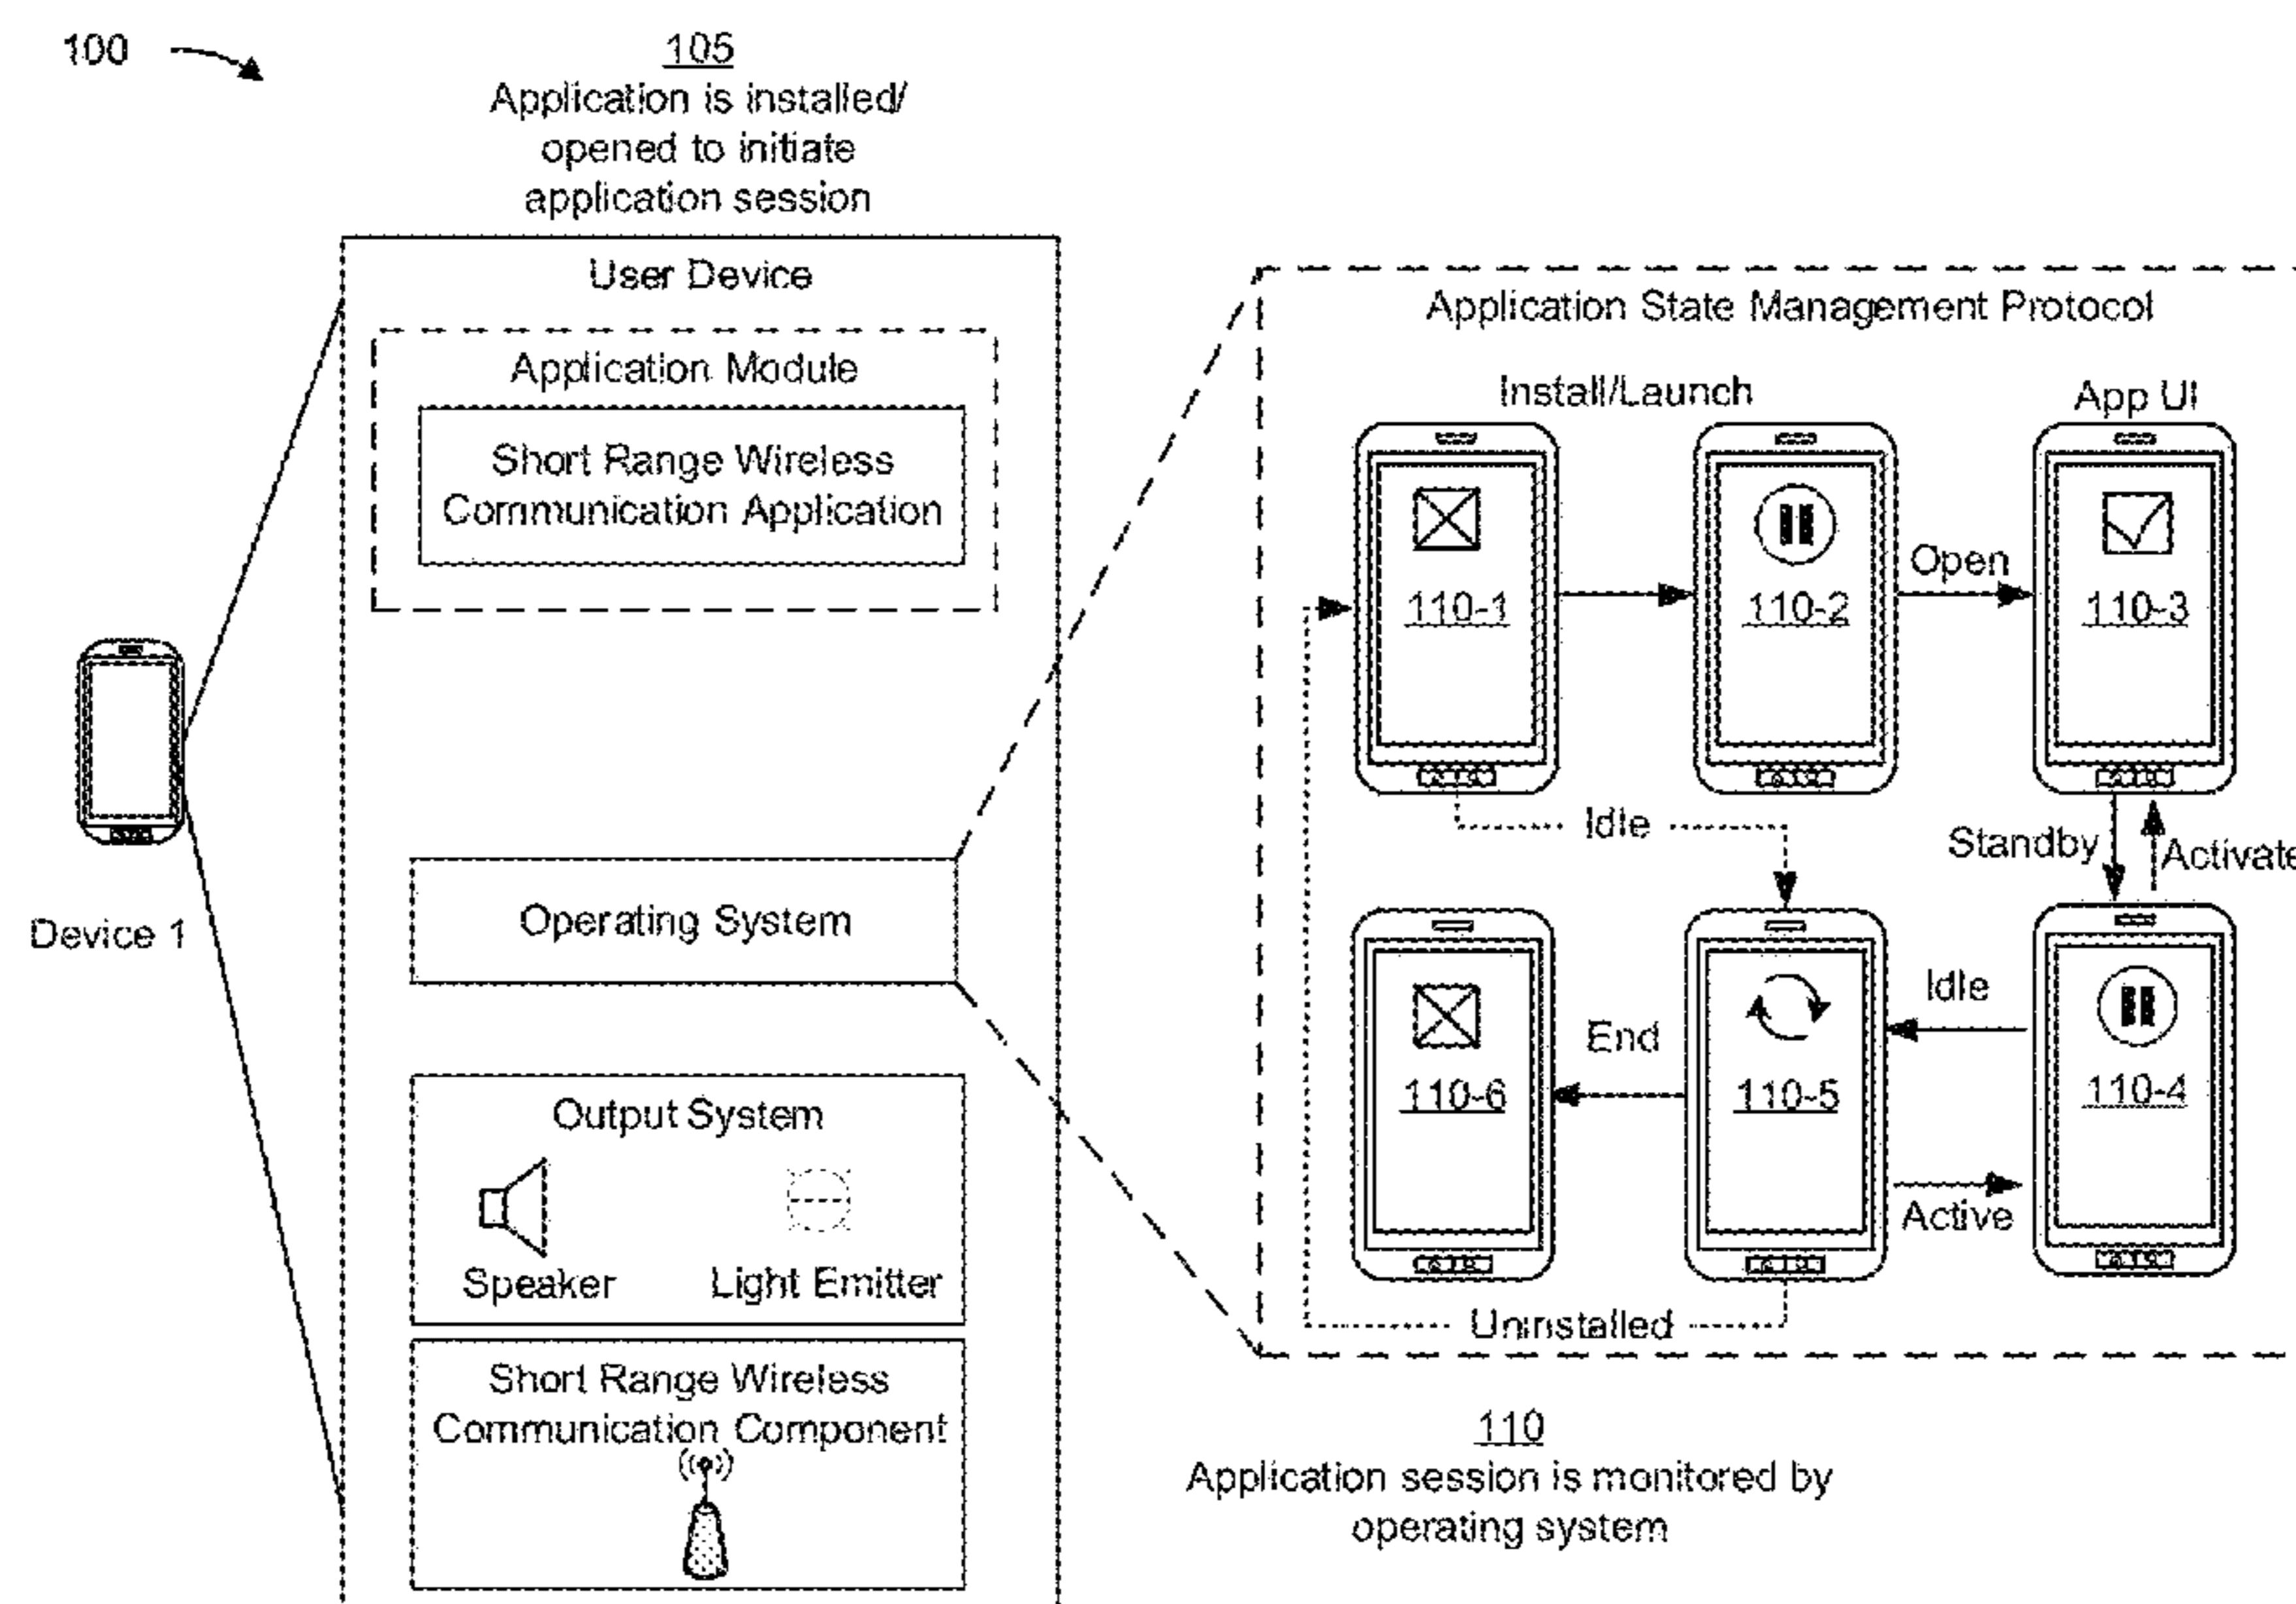 100
105
Application is installed/
opened to initiate
application session
User Device
Application Module
Short Range Wireless
Communication Application
Device 1
Operating System
Output System
Speaker
Light Emitter
Short Range Wireless
Communication Component
Application State Management Protocol
Install/Launch
App UI
110-1
110-2
Open
110-3
Idle
Standby
Activate
110-6
End
110-5
Idle
Active
110-4
Uninstalled
110
Application session is monitored by
operating system